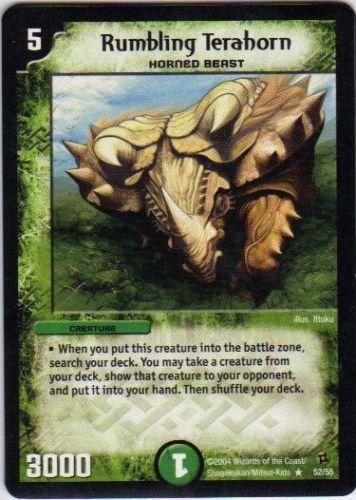 5
Rumbling Terahorn
HORNED BEAST
illus. Ittoku
CREATURE
▪ When you put this creature into the battle zone,
search your deck. You may take a creature from
your deck, show that creature to your opponent,
and put it into your hand. Then shuffle your deck.
3000
1
©2004 Wizards of the Coast/
Shogakukan/Mitsui-Kids ★ 52/55